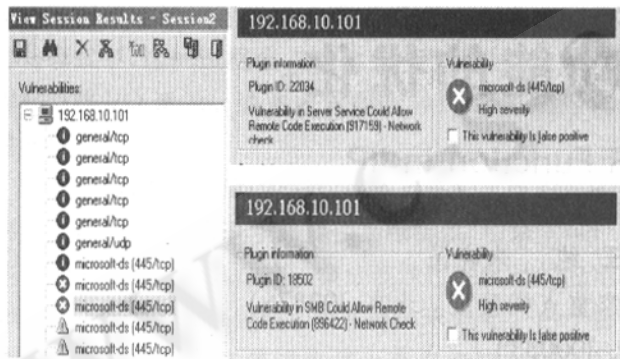 View Session Results - Session2
Vulnerabilities:
192.168.10.101
general/tcp
general/tcp
general/tcp
general/tcp
general/tcp
general/udp
microsoft-ds (445/tcp)
microsoft-ds (445/tcp)
microsoft-ds (445/tcp)
microsoft-ds (445/tcp)
microsoft-ds (445/tcp)
192.168.10.101
Plugin information
Plugin ID: 22034
Vulnerability in Server Service Could Allow
Remote Code Execution (917159) - Network
check
Vulnerability
microsoft-ds (445/tcp)
High severity
This vulnerability is false positive
192.168.10.101
Plugin information
Plugin ID: 18502
Vulnerability in SMB Could Allow Remote
Code Execution (896422) - Network Check
Vulnerability
microsoft-ds (445/tcp)
High severity
This vulnerability is false positive